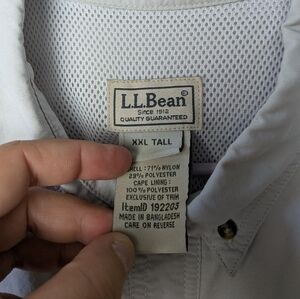 L.L.Bean®
Since 1912
QUALITY GUARANTEED
XXL TALL
SHELL: 71% NYLON
29% POLYESTER
CAPE LINING:
100% POLYESTER
EXCLUSIVE OF TRIM
ItemID 192203
MADE IN BANGLADESH
CARE ON REVERSE